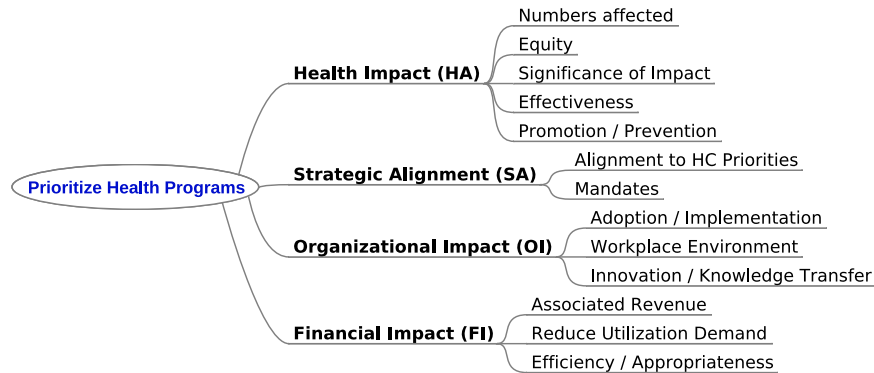 Prioritize Health Programs
Health Impact (HA)
Numbers affected
Equity
Significance of Impact
Effectiveness
Promotion / Prevention
Strategic Alignment (SA)
Alignment to HC Priorities
Mandates
Organizational Impact (OI)
Adoption / Implementation
Workplace Environment
Innovation / Knowledge Transfer
Financial Impact (FI)
Associated Revenue
Reduce Utilization Demand
Efficiency / Appropriateness